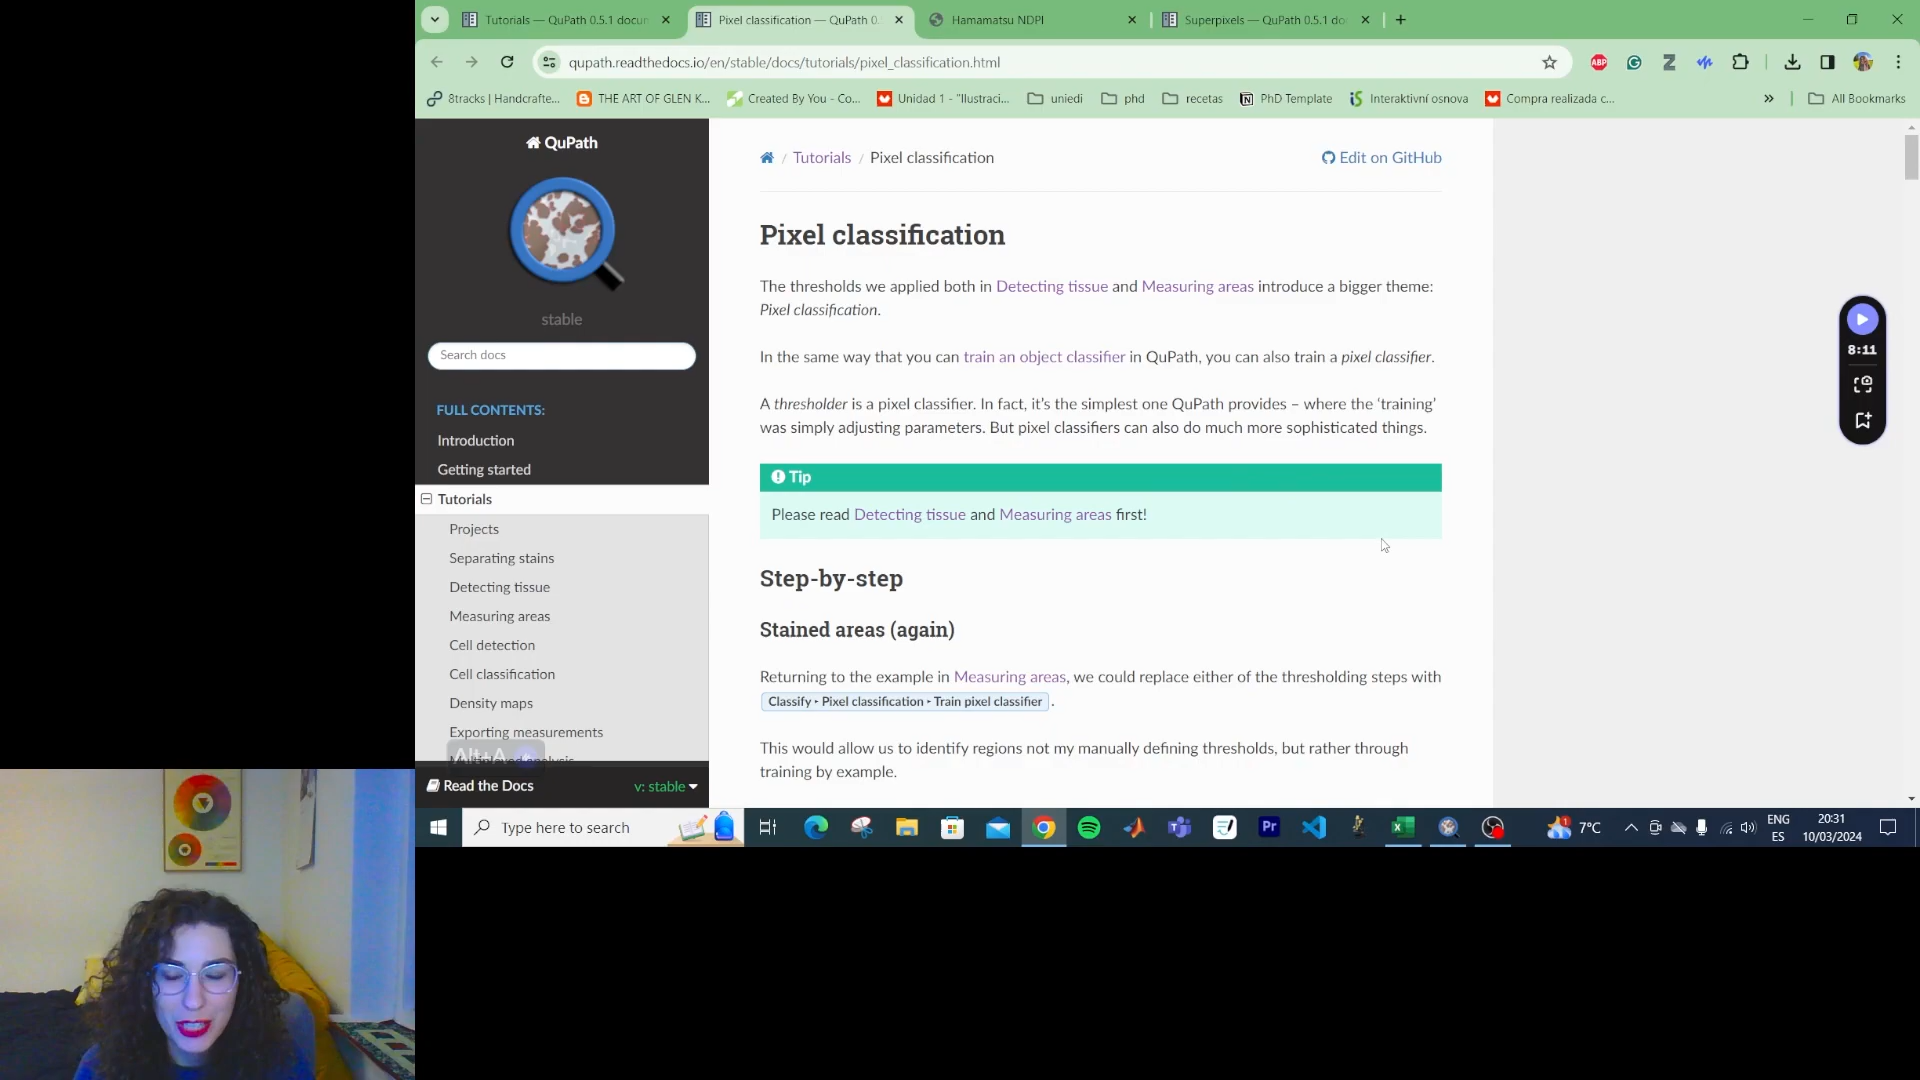 Tutorials — QuPath 0.5.1 docun
Pixel classification — QuPath 0.
Hamamatsu NDPI
Superpixels — QuPath 0.5.1 do
qupath.readthedocs.io/en/stable/docs/tutorials/pixel_classification.html
ABP
8tracks | Handcrafte...
THE ART OF GLEN K...
Created By You - Co...
Unidad 1 - "Ilustraci...
uniedi
phd
recetas
PhD Template
Interaktivní osnova
Compra realizada c...
»
All Bookmarks
QuPath
stable
Search docs
FULL CONTENTS:
Introduction
Getting started
Tutorials
Projects
Separating stains
Detecting tissue
Measuring areas
Cell detection
Cell classification
Density maps
Exporting measurements
Multiplexed analysis
Alt+A
Read the Docs
v: stable
/ Tutorials / Pixel classification
Edit on GitHub
Pixel classification
The thresholds we applied both in Detecting tissue and Measuring areas introduce a bigger theme:
Pixel classification.
In the same way that you can train an object classifier in QuPath, you can also train a pixel classifier.
A thresholder is a pixel classifier. In fact, it’s the simplest one QuPath provides – where the ‘training’
was simply adjusting parameters. But pixel classifiers can also do much more sophisticated things.
Tip
Please read Detecting tissue and Measuring areas first!
Step-by-step
Stained areas (again)
Returning to the example in Measuring areas, we could replace either of the thresholding steps with
Classify ‣ Pixel classification ‣ Train pixel classifier .
This would allow us to identify regions not my manually defining thresholds, but rather through
training by example.
8:11
Type here to search
Pr
7°C
ENG
ES
20:31
10/03/2024